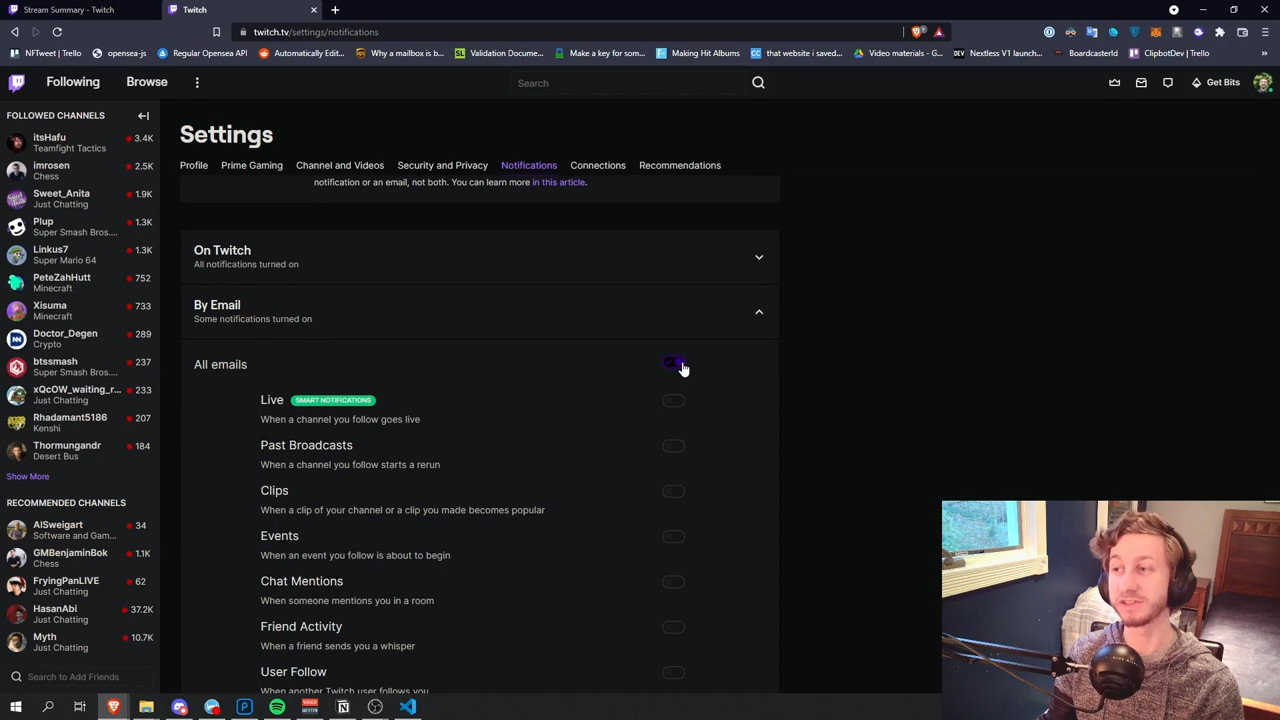 Stream Summary - Twitch
Twitch
twitch.tv/settings/notifications
NFTweet | Trello
opensea-js
Regular Opensea API
Automatically Edit...
Why a mailbox is b...
Validation Docume...
Make a key for som...
Making Hit Albums
that website i saved...
Video materials - G...
Nextless V1 launch...
BoardcasterId
ClipbotDev | Trello
Following
Browse
Search
Get Bits
FOLLOWED CHANNELS
itsHafu
3.4K
Teamfight Tactics
imrosen
2.5K
Chess
Sweet_Anita
1.9K
Just Chatting
Plup
1.3K
Super Smash Bros....
Linkus7
1.3K
Super Mario 64
PeteZahHutt
752
Minecraft
Xisuma
733
Minecraft
Doctor_Degen
289
Crypto
btssmash
237
Super Smash Bros....
xQcOW_waiting_r...
204
Just Chatting
Rhadamant5186
207
Kenshi
Thormungandr
184
Desert Bus
Show More
RECOMMENDED CHANNELS
AlSweigart
34
Software and Gam...
GMBenjaminBok
1.1K
Chess
FryingPanLIVE
62
Just Chatting
HasanAbi
37.2K
Just Chatting
Myth
10.7K
Just Chatting
Search to Add Friends
Settings
Profile
Prime Gaming
Channel and Videos
Security and Privacy
Notifications
Connections
Recommendations
notification or an email, not both. You can learn more in this article.
On Twitch
All notifications turned on
By Email
Some notifications turned on
All emails
Live
SMART NOTIFICATIONS
When a channel you follow goes live
Past Broadcasts
When a channel you follow starts a rerun
Clips
When a clip of your channel or a clip you made becomes popular
Events
When an event you follow is about to begin
Chat Mentions
When someone mentions you in a room
Friend Activity
When a friend sends you a whisper
User Follow
When another Twitch user follows you